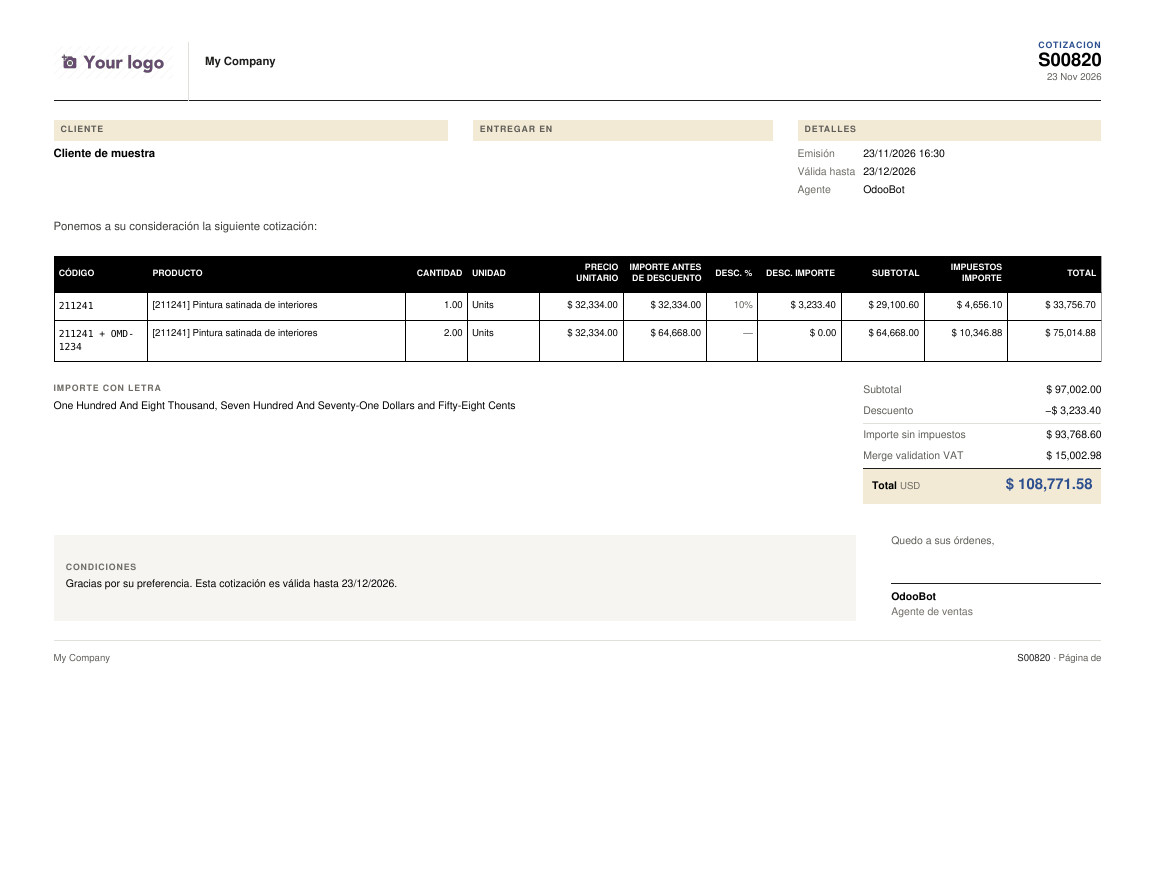 Your logo
My Company
COTIZACION
S00820
23 Nov 2026
CLIENTE
Cliente de muestra
ENTREGAR EN
DETALLES
Emisión 23/11/2026 16:30
Válida hasta 23/12/2026
Agente OdooBot
Ponemos a su consideración la siguiente cotización:
CÓDIGO PRODUCTO CANTIDAD UNIDAD PRECIO UNITARIO IMPORTE ANTES DE DESCUENTO DESC. % DESC. IMPORTE SUBTOTAL IMPUESTOS IMPORTE TOTAL
211241 [211241] Pintura satinada de interiores 1.00 Units $ 32,334.00 $ 32,334.00 10% $ 3,233.40 $ 29,100.60 $ 4,656.10 $ 33,756.70
211241 + OMD-1234 [211241] Pintura satinada de interiores 2.00 Units $ 32,334.00 $ 64,668.00 — $ 0.00 $ 64,668.00 $ 10,346.88 $ 75,014.88
IMPORTE CON LETRA
One Hundred And Eight Thousand, Seven Hundred And Seventy-One Dollars and Fifty-Eight Cents
Subtotal $ 97,002.00
Descuento –$ 3,233.40
Importe sin impuestos $ 93,768.60
Merge validation VAT $ 15,002.98
Total USD $ 108,771.58
CONDICIONES
Gracias por su preferencia. Esta cotización es válida hasta 23/12/2026.
Quedo a sus órdenes,
OdooBot
Agente de ventas
My Company
S00820 · Página de